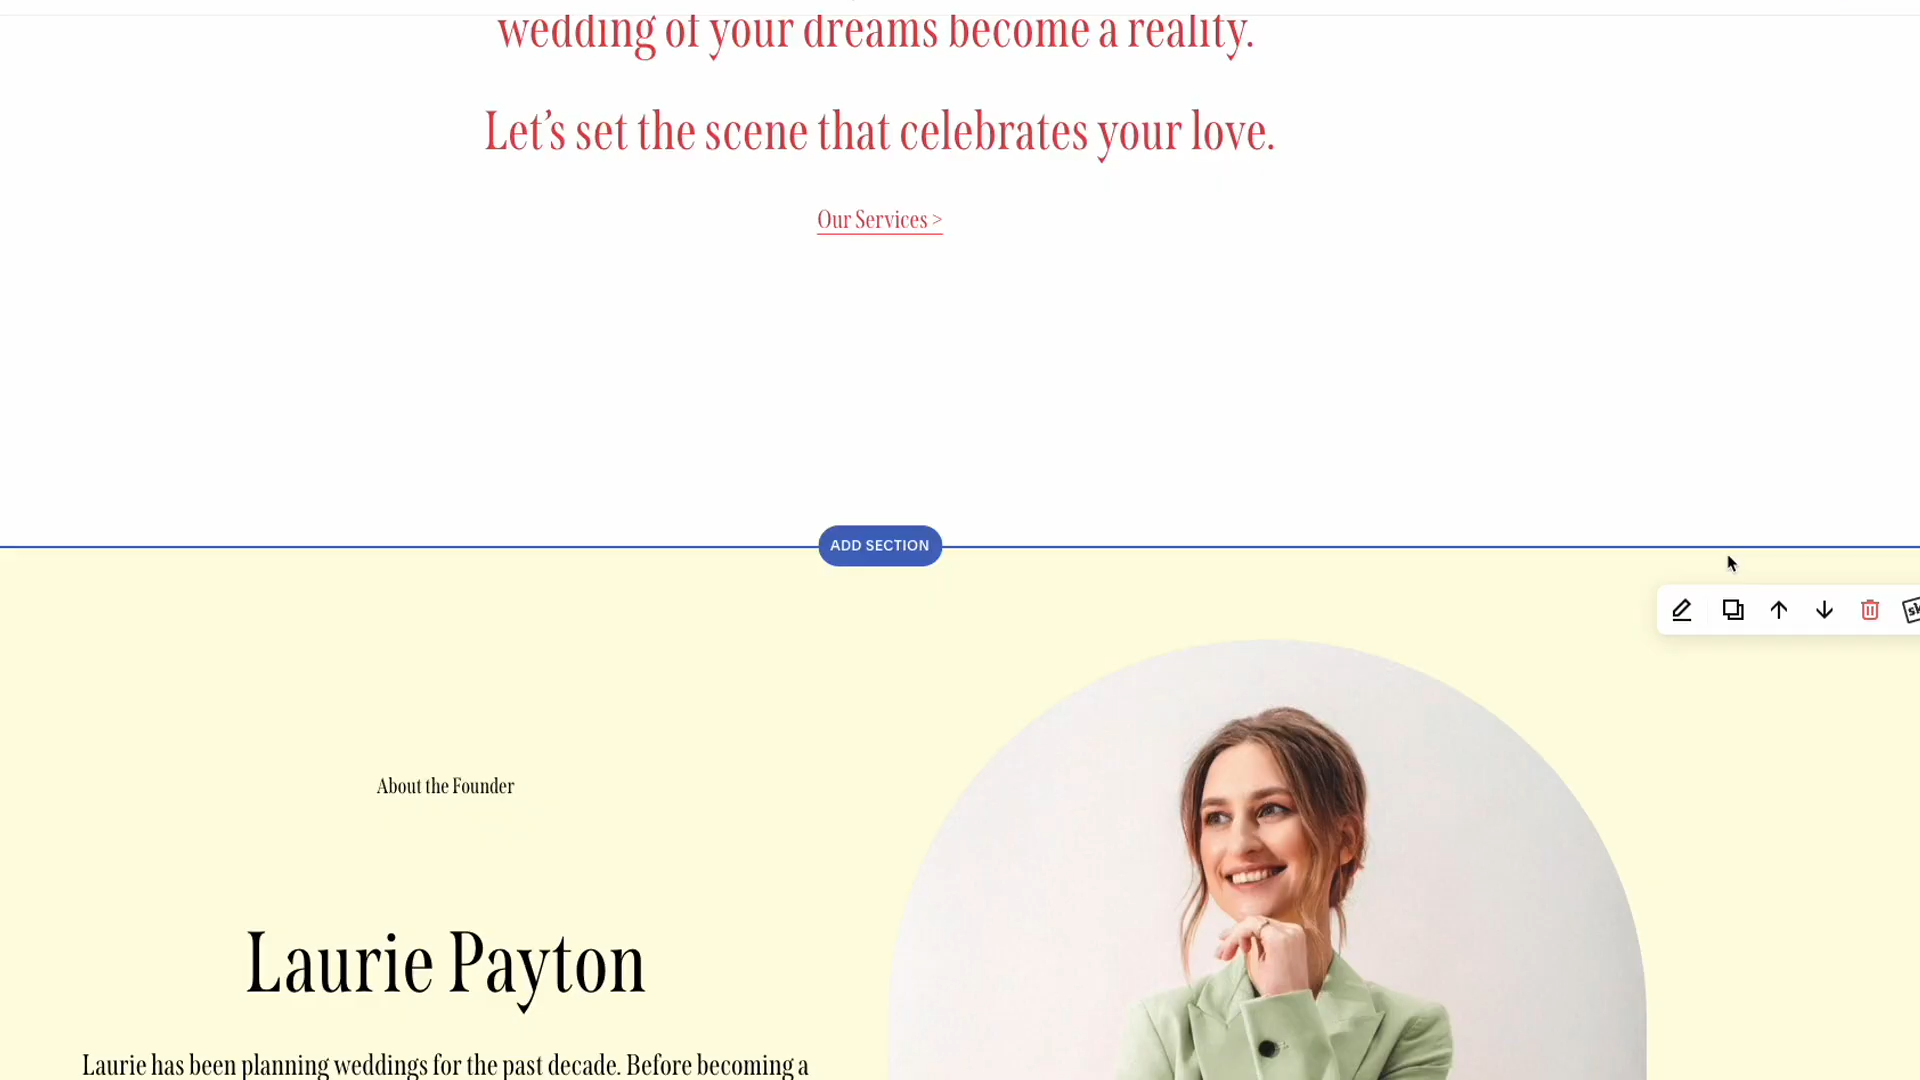 wedding of your dreams become a reality.
Let's set the scene that celebrates your love.
Our Services >
ADD SECTION
About the Founder
Laurie Payton
Laurie has been planning weddings for the past decade. Before becoming a